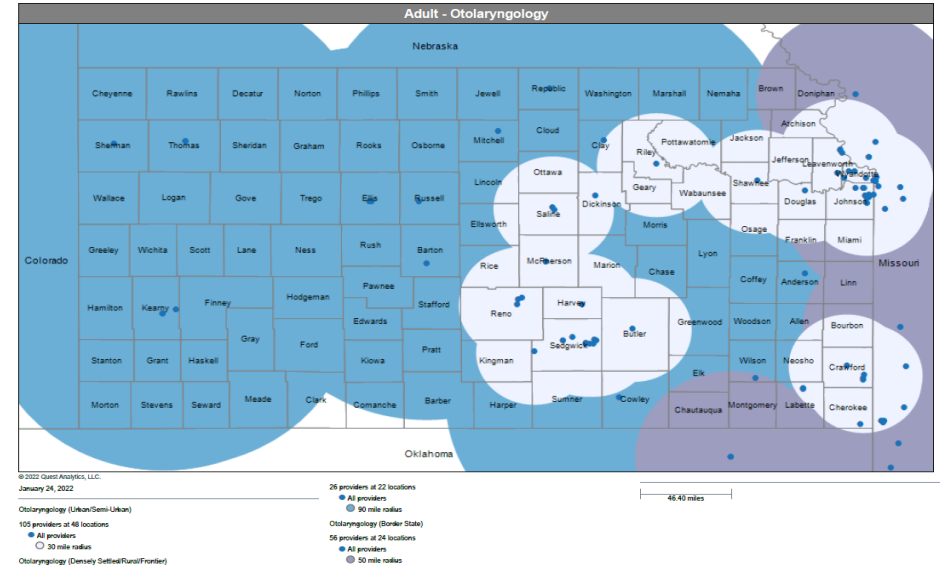 Adult - Otolaryngology
Nebraska
Cheyenne Rawlins Decatur Norton Phillips Smith Jewell Republic Washington Marshall Nemaha Brown Doniphan
Atchison
Sherman Thomas Sheridan Graham Rooks Osborne Mitchell Cloud Clay Riley Pottawatomie Jackson
Jefferson Leavenworth
Wyandotte
Ottawa
Lincoln Geary Wabaunsee Shawnee
Wallace Logan Gove Trego Ellis Russell Saline Dickinson Douglas Johnson
Ellsworth Morris Osage
Franklin Miami
Colorado Greeley Wichita Scott Lane Ness Rush Barton Rice McPherson Marion Chase Lyon Missouri
Coffey Anderson Linn
Pawnee
Hamilton Kearny Finney Hodgeman Stafford Reno Harvey
Edwards Butler Greenwood Woodson Allen Bourbon
Gray Ford Pratt Sedgwick
Stanton Grant Haskell Kiowa Kingman Elk Wilson Neosho Crawford
Morton Stevens Seward Meade Clark Comanche Barber Harper Sumner Cowley Chautauqua Montgomery Labette Cherokee
Oklahoma
© 2022 Quest Analytics, LLC.
January 24, 2022
Otolaryngology (Urban/Semi-Urban)
105 providers at 48 locations
All providers
30 mile radius
Otolaryngology (Densely Settled/Rural/Frontier)
26 providers at 22 locations
All providers
90 mile radius
Otolaryngology (Border State)
56 providers at 24 locations
All providers
50 mile radius
46.40 miles